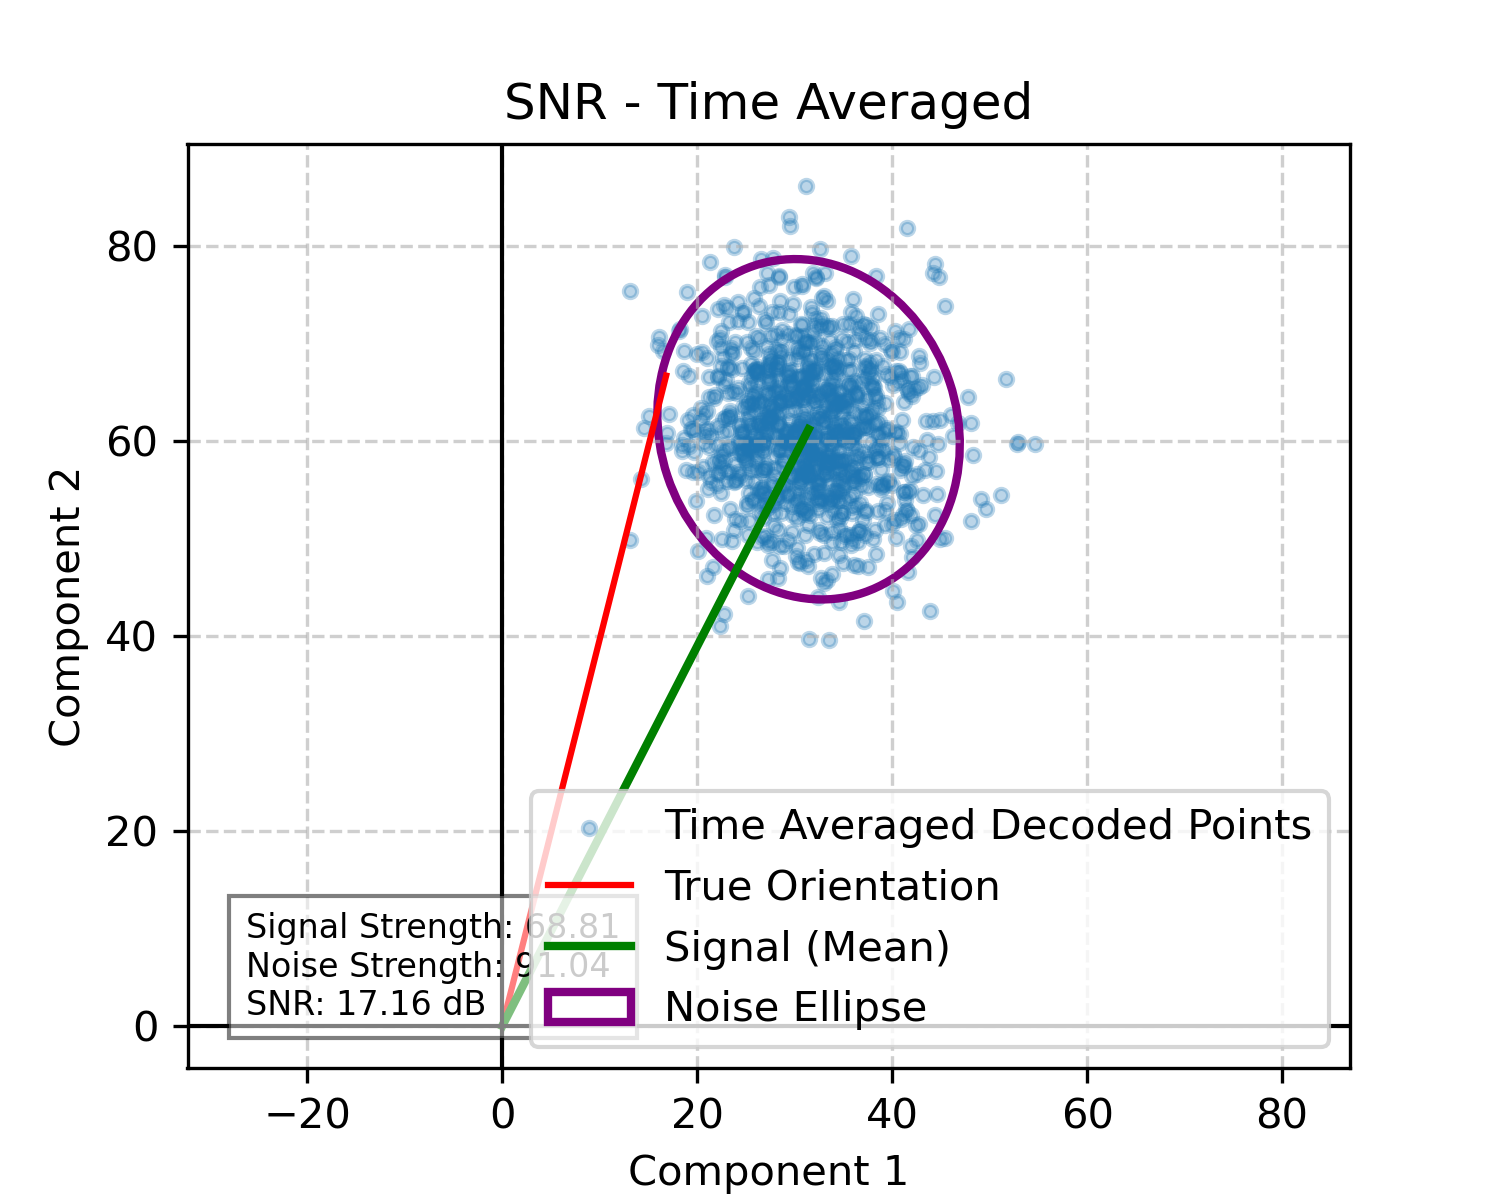 SNR - Time Averaged
80
60
40
20
0
Component 2
Signal Strength: 68.81
Noise Strength: 91.04
SNR: 17.16 dB
Time Averaged Decoded Points
True Orientation
Signal (Mean)
Noise Ellipse
−20 0 20 40 60 80
Component 1